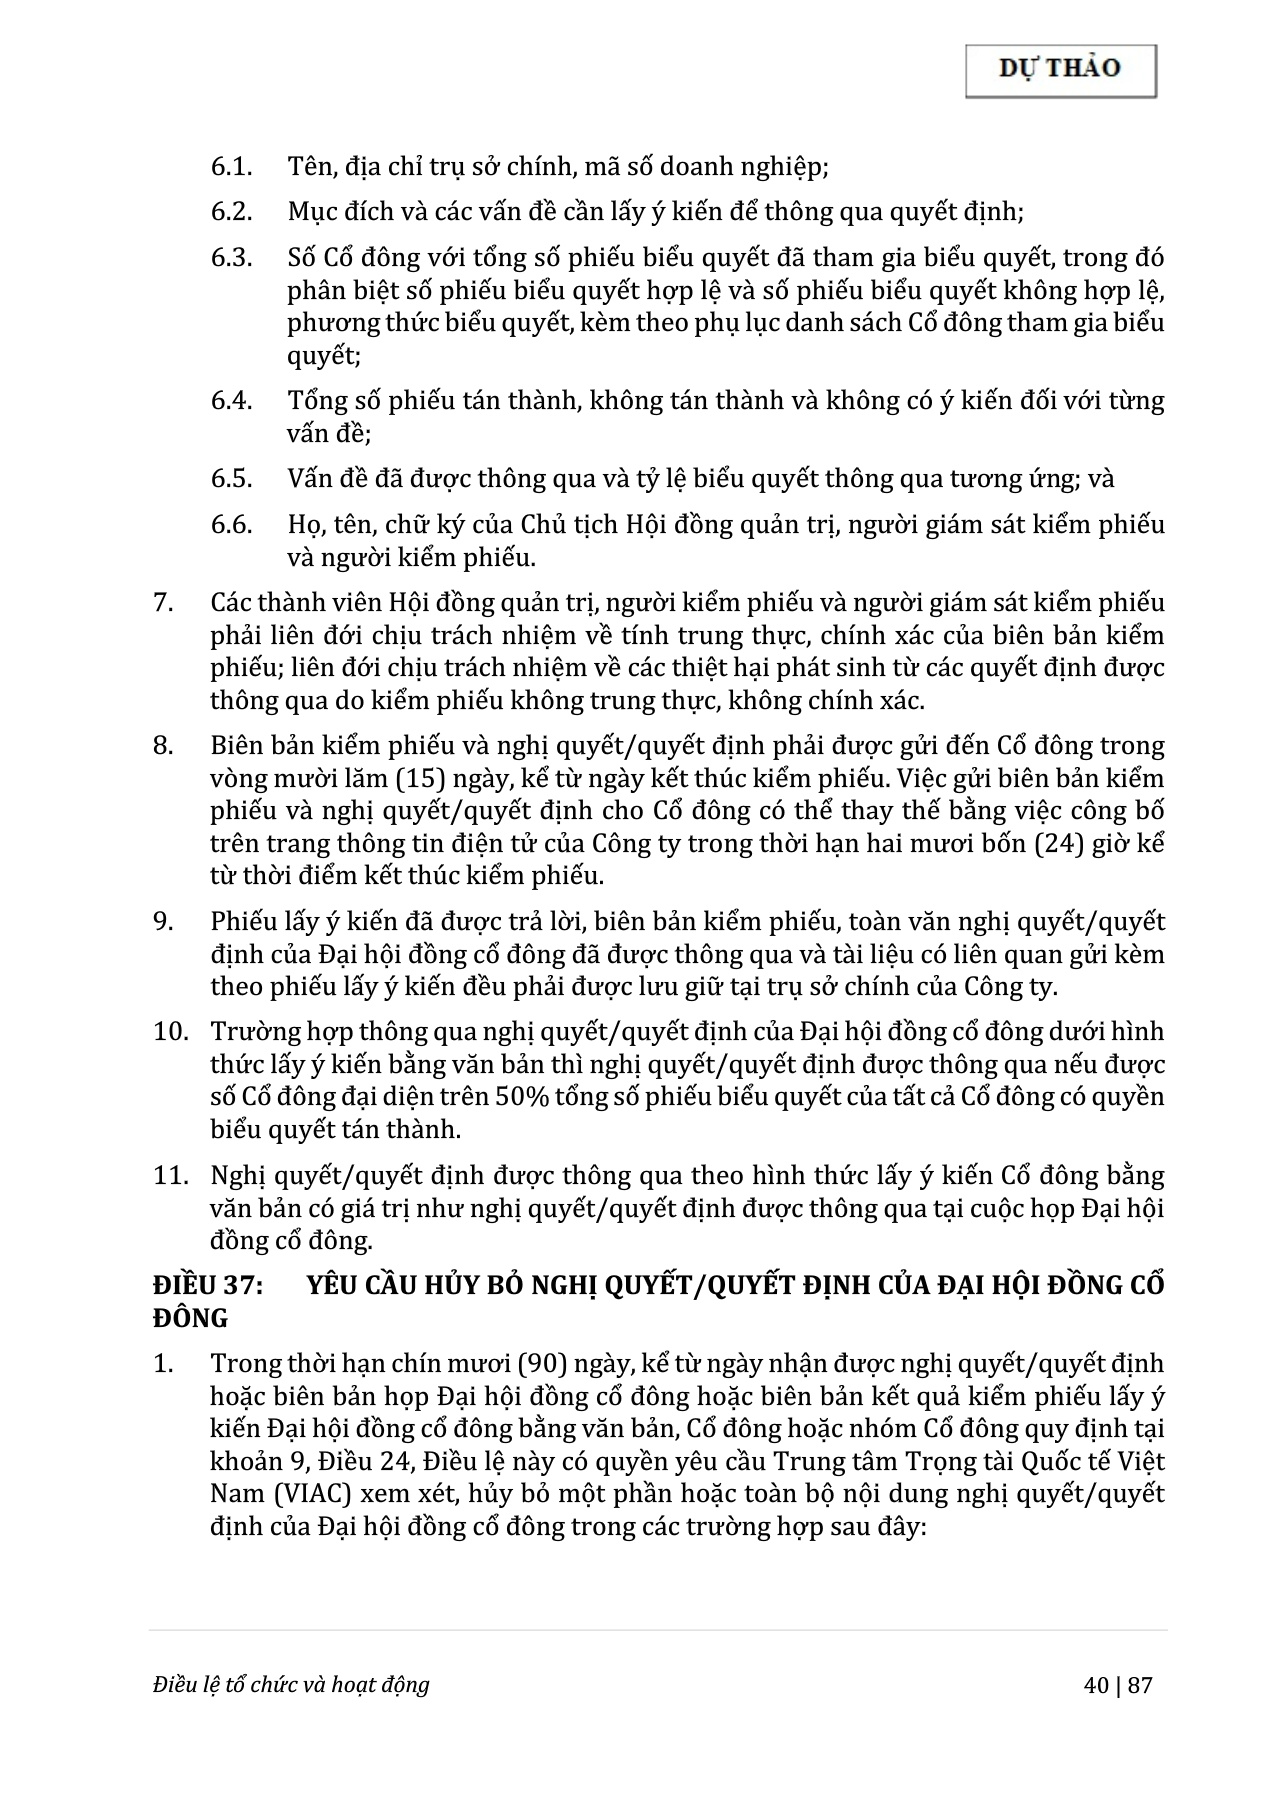 DỰ THẢO
6.1. Tên, địa chỉ trụ sở chính, mã số doanh nghiệp;
6.2. Mục đích và các vấn đề cần lấy ý kiến để thông qua quyết định;
6.3. Số Cổ đông với tổng số phiếu biểu quyết đã tham gia biểu quyết, trong đó
phân biệt số phiếu biểu quyết hợp lệ và số phiếu biểu quyết không hợp lệ,
phương thức biểu quyết, kèm theo phụ lục danh sách Cổ đông tham gia biểu
quyết;
6.4. Tổng số phiếu tán thành, không tán thành và không có ý kiến đối với từng
vấn đề;
6.5. Vấn đề đã được thông qua và tỷ lệ biểu quyết thông qua tương ứng; và
6.6. Họ, tên, chữ ký của Chủ tịch Hội đồng quản trị, người giám sát kiểm phiếu
và người kiểm phiếu.
7. Các thành viên Hội đồng quản trị, người kiểm phiếu và người giám sát kiểm phiếu
phải liên đới chịu trách nhiệm về tính trung thực, chính xác của biên bản kiểm
phiếu; liên đới chịu trách nhiệm về các thiệt hại phát sinh từ các quyết định được
thông qua do kiểm phiếu không trung thực, không chính xác.
8. Biên bản kiểm phiếu và nghị quyết/quyết định phải được gửi đến Cổ đông trong
vòng mười lăm (15) ngày, kể từ ngày kết thúc kiểm phiếu. Việc gửi biên bản kiểm
phiếu và nghị quyết/quyết định cho Cổ đông có thể thay thế bằng việc công bố
trên trang thông tin điện tử của Công ty trong thời hạn hai mươi bốn (24) giờ kể
từ thời điểm kết thúc kiểm phiếu.
9. Phiếu lấy ý kiến đã được trả lời, biên bản kiểm phiếu, toàn văn nghị quyết/quyết
định của Đại hội đồng cổ đông đã được thông qua và tài liệu có liên quan gửi kèm
theo phiếu lấy ý kiến đều phải được lưu giữ tại trụ sở chính của Công ty.
10. Trường hợp thông qua nghị quyết/quyết định của Đại hội đồng cổ đông dưới hình
thức lấy ý kiến bằng văn bản thì nghị quyết/quyết định được thông qua nếu được
số Cổ đông đại diện trên 50% tổng số phiếu biểu quyết của tất cả Cổ đông có quyền
biểu quyết tán thành.
11. Nghị quyết/quyết định được thông qua theo hình thức lấy ý kiến Cổ đông bằng
văn bản có giá trị như nghị quyết/quyết định được thông qua tại cuộc họp Đại hội
đồng cổ đông.
ĐIỀU 37: YÊU CẦU HỦY BỎ NGHỊ QUYẾT/QUYẾT ĐỊNH CỦA ĐẠI HỘI ĐỒNG CỔ
ĐÔNG
1. Trong thời hạn chín mươi (90) ngày, kể từ ngày nhận được nghị quyết/quyết định
hoặc biên bản họp Đại hội đồng cổ đông hoặc biên bản kết quả kiểm phiếu lấy ý
kiến Đại hội đồng cổ đông bằng văn bản, Cổ đông hoặc nhóm Cổ đông quy định tại
khoản 9, Điều 24, Điều lệ này có quyền yêu cầu Trung tâm Trọng tài Quốc tế Việt
Nam (VIAC) xem xét, hủy bỏ một phần hoặc toàn bộ nội dung nghị quyết/quyết
định của Đại hội đồng cổ đông trong các trường hợp sau đây:
Điều lệ tổ chức và hoạt động 40 | 87